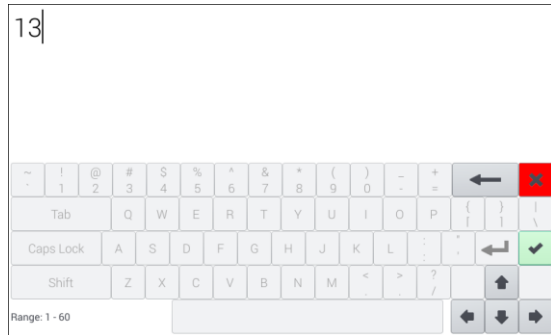 13
~ ! @ # $ % ^ & * ( ) _ +
` 1 2 3 4 5 6 7 8 9 0 - =
Tab Q W E R T Y U I O P { } |
[ ] \
Caps Lock A S D F G H J K L : "
; '
Shift Z X C V B N M < > ?
, . /
Range: 1 - 60